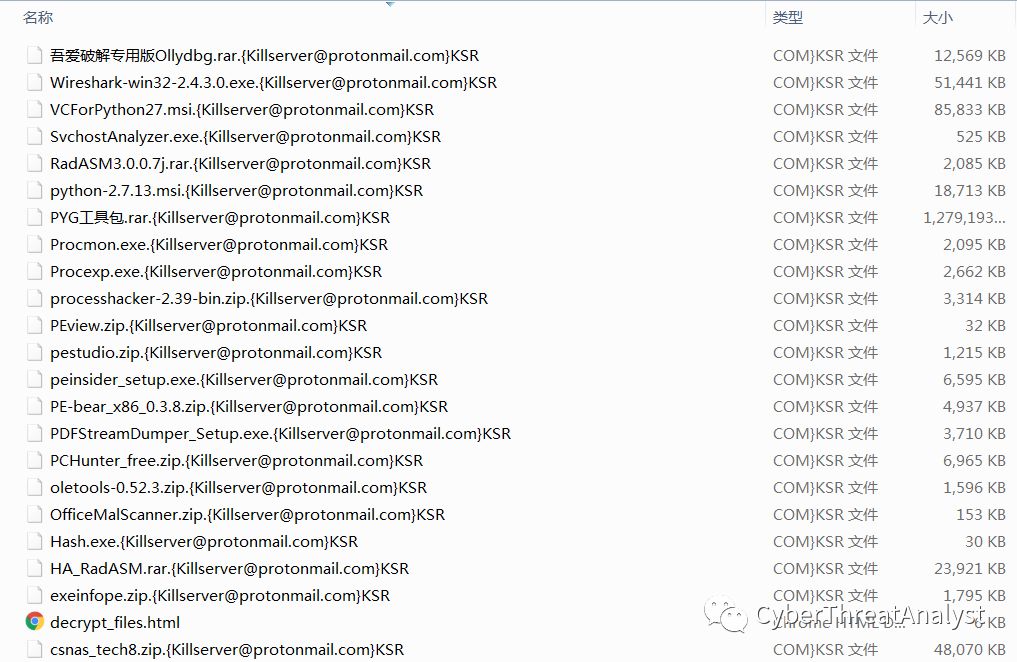 名称 类型 大小
吾爱破解专用版Ollydbg.rar.{Killserver@protonmail.com}KSR COM}KSR 文件 12,569 KB
Wireshark-win32-2.4.3.0.exe.{Killserver@protonmail.com}KSR COM}KSR 文件 51,441 KB
VCForPython27.msi.{Killserver@protonmail.com}KSR COM}KSR 文件 85,833 KB
SvchostAnalyzer.exe.{Killserver@protonmail.com}KSR COM}KSR 文件 525 KB
RadASM3.0.0.7j.rar.{Killserver@protonmail.com}KSR COM}KSR 文件 2,085 KB
python-2.7.13.msi.{Killserver@protonmail.com}KSR COM}KSR 文件 18,713 KB
PYG工具包.rar.{Killserver@protonmail.com}KSR COM}KSR 文件 1,279,193...
Procmon.exe.{Killserver@protonmail.com}KSR COM}KSR 文件 2,095 KB
Procexp.exe.{Killserver@protonmail.com}KSR COM}KSR 文件 2,662 KB
processhacker-2.39-bin.zip.{Killserver@protonmail.com}KSR COM}KSR 文件 3,314 KB
PEview.zip.{Killserver@protonmail.com}KSR COM}KSR 文件 32 KB
pestudio.zip.{Killserver@protonmail.com}KSR COM}KSR 文件 1,215 KB
peinsider_setup.exe.{Killserver@protonmail.com}KSR COM}KSR 文件 6,595 KB
PE-bear_x86_0.3.8.zip.{Killserver@protonmail.com}KSR COM}KSR 文件 4,937 KB
PDFStreamDumper_Setup.exe.{Killserver@protonmail.com}KSR COM}KSR 文件 3,710 KB
PCHunter_free.zip.{Killserver@protonmail.com}KSR COM}KSR 文件 6,965 KB
oletools-0.52.3.zip.{Killserver@protonmail.com}KSR COM}KSR 文件 1,596 KB
OfficeMalScanner.zip.{Killserver@protonmail.com}KSR COM}KSR 文件 153 KB
Hash.exe.{Killserver@protonmail.com}KSR COM}KSR 文件 30 KB
HA_RadASM.rar.{Killserver@protonmail.com}KSR COM}KSR 文件 23,921 KB
exeinfope.zip.{Killserver@protonmail.com}KSR COM}KSR 文件 1,795 KB
decrypt_files.html Chrome HTML D... KB
CyberThreatAnalyst
csnas_tech8.zip.{Killserver@protonmail.com}KSR COM}KSR 文件 48,070 KB